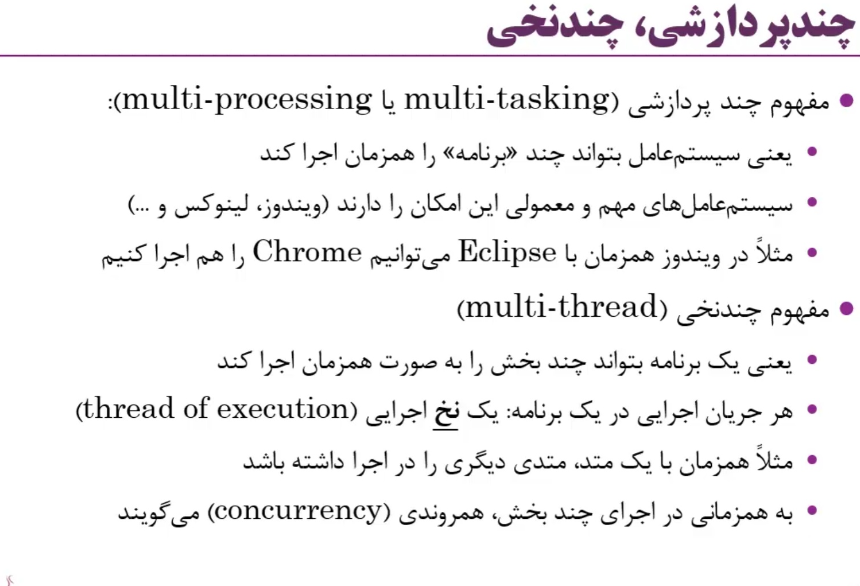 چندپردازشی، چندنخی
مفهوم چند پردازشی (multi-tasking یا multi-processing):
یعنی سیستم‌عامل بتواند چند «برنامه» را همزمان اجرا کند
سیستم‌عامل‌های مهم و معمولی این امکان را دارند (ویندوز، لینوکس و ...)
مثلاً در ویندوز همزمان با Eclipse می‌توانیم Chrome را هم اجرا کنیم
مفهوم چندنخی (multi-thread)
یعنی یک برنامه بتواند چند بخش را به صورت همزمان اجرا کند
هر جریان اجرایی در یک برنامه: یک نخ اجرایی (thread of execution)
مثلاً همزمان با یک متد، متدی دیگری را در اجرا داشته باشد
به همزمانی در اجرای چند بخش، همروندی (concurrency) می‌گویند